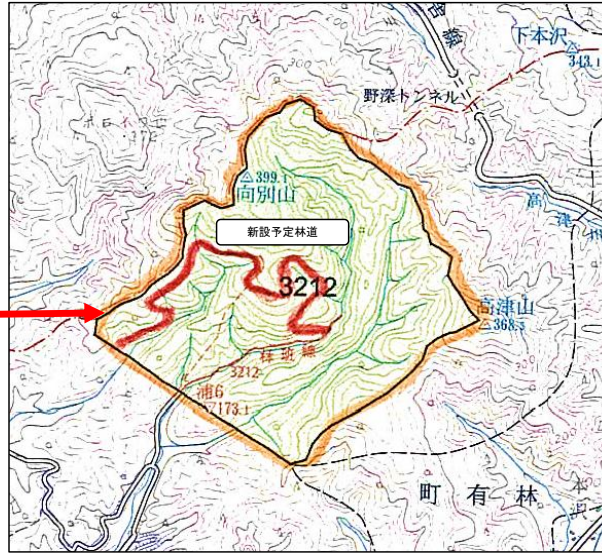 下本沢
343.1
野深トンネル
399.1
向別山
新設予定林道
3212
高津山
368.5
林班線
3212
浦6
173.1
町有林